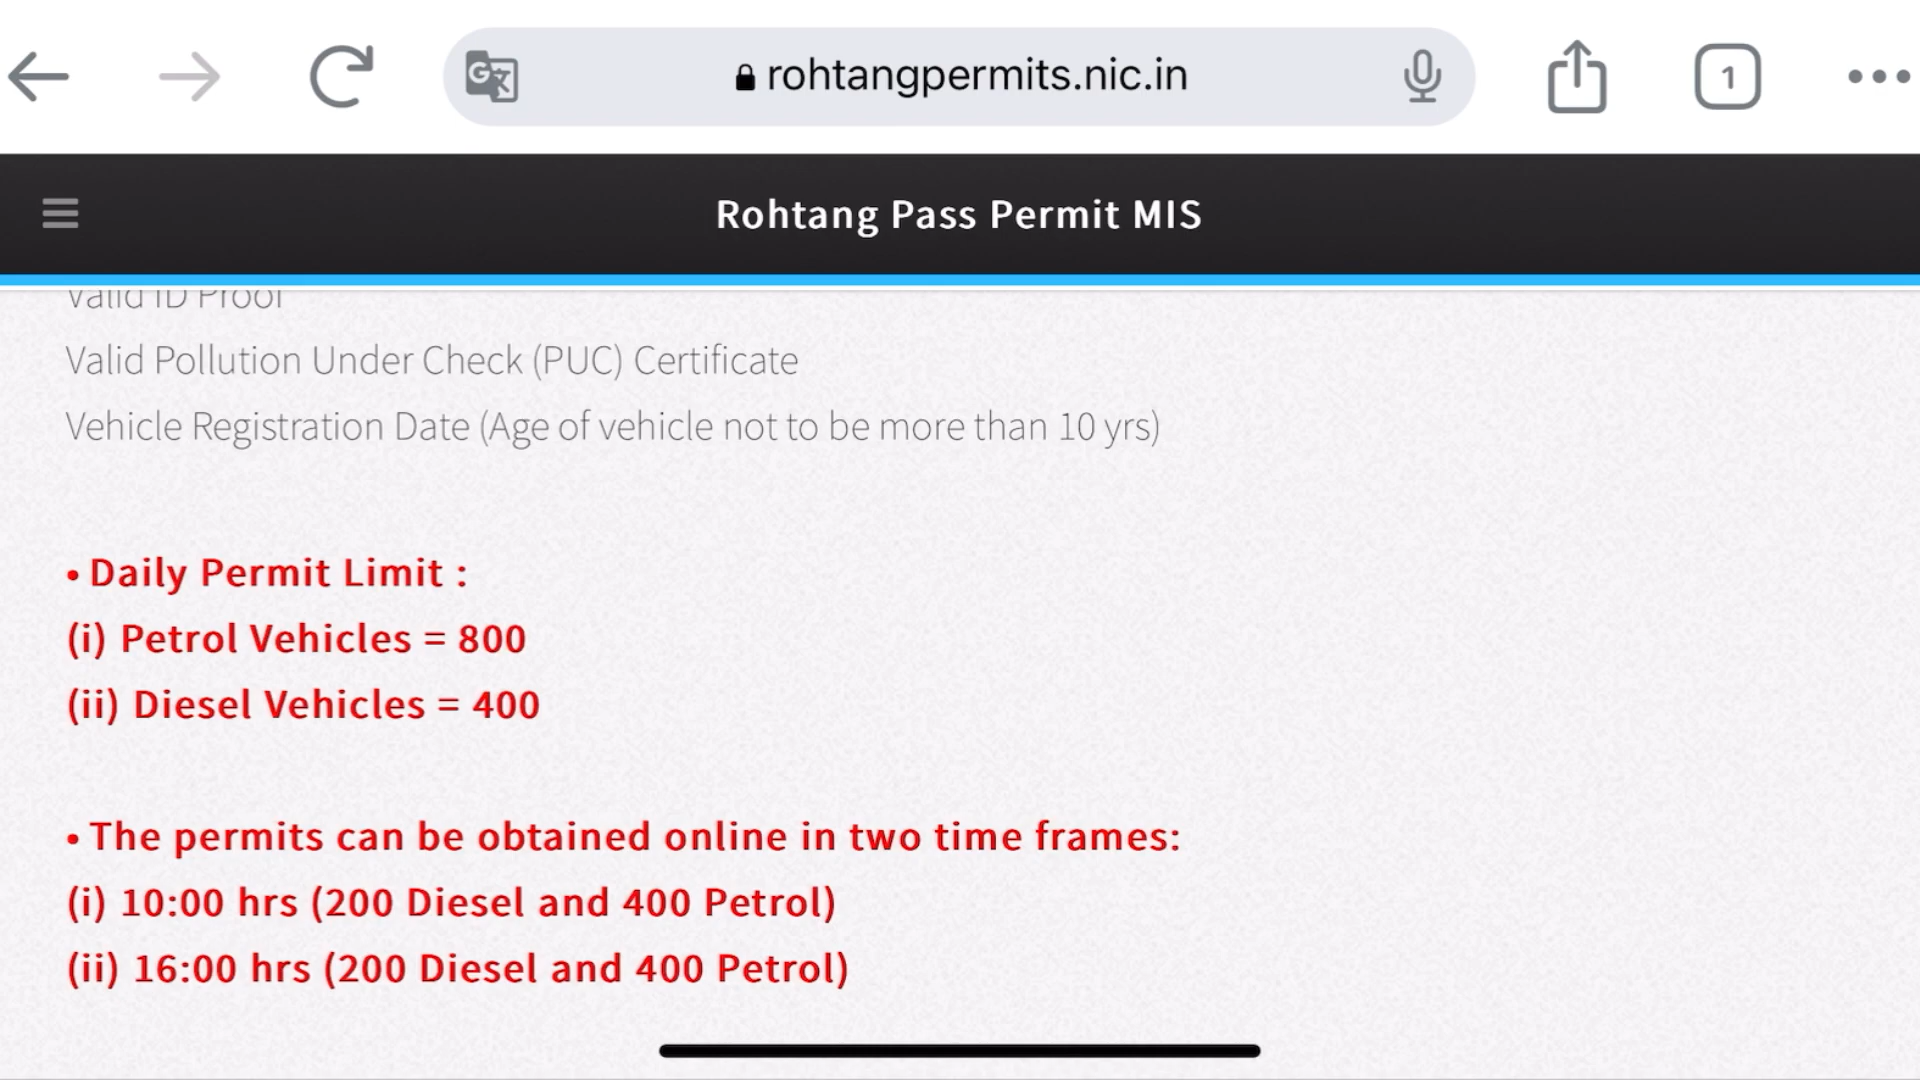 rohtangpermits.nic.in
1
Rohtang Pass Permit MIS
Valid ID Proof
Valid Pollution Under Check (PUC) Certificate
Vehicle Registration Date (Age of vehicle not to be more than 10 yrs)
• Daily Permit Limit :
(i) Petrol Vehicles = 800
(ii) Diesel Vehicles = 400
• The permits can be obtained online in two time frames:
(i) 10:00 hrs (200 Diesel and 400 Petrol)
(ii) 16:00 hrs (200 Diesel and 400 Petrol)